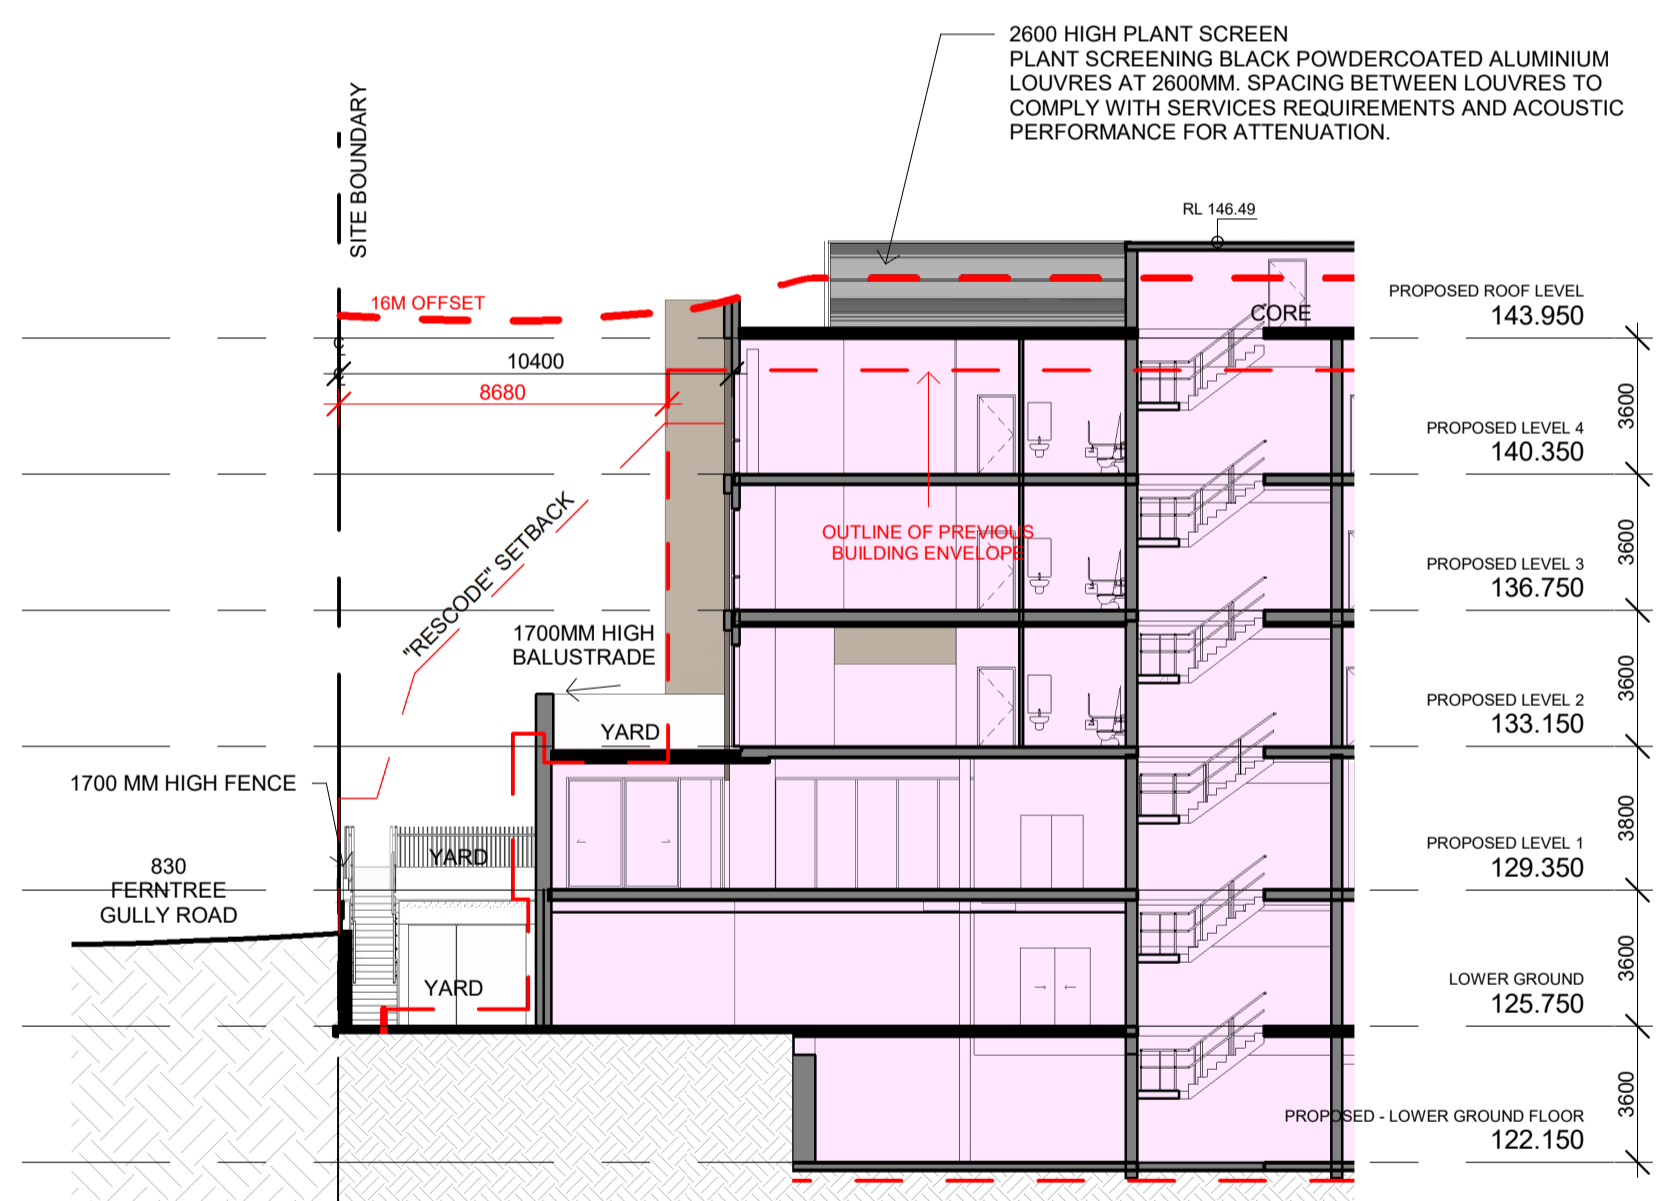 2600 HIGH PLANT SCREEN
PLANT SCREENING BLACK POWDERCOATED ALUMINIUM
LOUVRES AT 2600MM. SPACING BETWEEN LOUVRES TO
COMPLY WITH SERVICES REQUIREMENTS AND ACOUSTIC
PERFORMANCE FOR ATTENUATION.
SITE BOUNDARY
RL 146.49
16M OFFSET
CORE
PROPOSED ROOF LEVEL
143.950
10400
8680
3600
PROPOSED LEVEL 4
140.350
"RESCODE" SETBACK
OUTLINE OF PREVIOUS
BUILDING ENVELOPE
3600
PROPOSED LEVEL 3
136.750
1700MM HIGH
BALUSTRADE
3600
PROPOSED LEVEL 2
133.150
YARD
1700 MM HIGH FENCE
3800
PROPOSED LEVEL 1
129.350
YARD
830
FERNTREE
GULLY ROAD
3600
LOWER GROUND
125.750
YARD
3600
PROPOSED - LOWER GROUND FLOOR
122.150